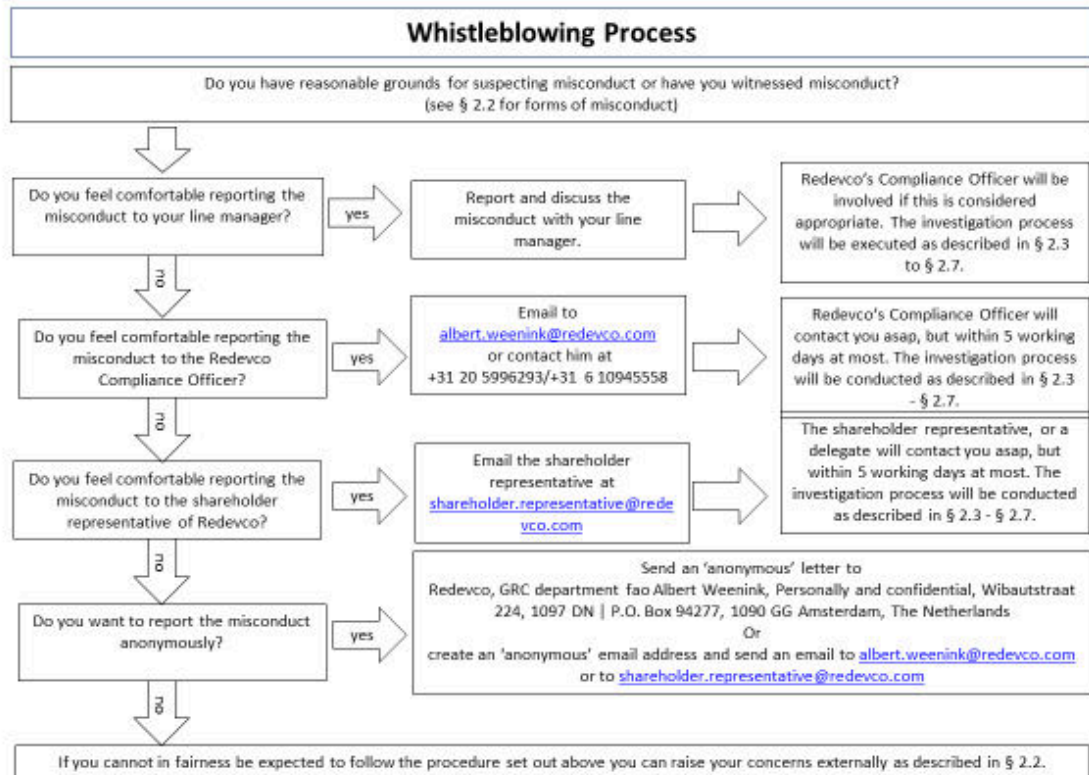 Whistleblowing Process
Do you have reasonable grounds for suspecting misconduct or have you witnessed misconduct?
(see § 2.2 for forms of misconduct)
Do you feel comfortable reporting the
misconduct to your line manager?
yes
Report and discuss the
misconduct with your line
manager.
Redevco's Compliance Officer will be
involved if this is considered
appropriate. The investigation process
will be executed as described in § 2.3
to § 2.7.
no
Do you feel comfortable reporting the
misconduct to the Redevco
Compliance Officer?
yes
Email to
albert.weenink@redevco.com
or contact him at
+31 20 5996293/+31 6 10945558
Redevco's Compliance Officer will
contact you asap, but within 5 working
days at most. The investigation process
will be conducted as described in § 2.3
- § 2.7.
no
Do you feel comfortable reporting the
misconduct to the shareholder
representative of Redevco?
yes
Email the shareholder
representative at
shareholder.representative@rede
vco.com
The shareholder representative, or a
delegate will contact you asap, but
within 5 working days at most. The
investigation process will be conducted
as described in § 2.3 - § 2.7.
no
Do you want to report the misconduct
anonymously?
yes
Send an 'anonymous' letter to
Redevco, GRC department fao Albert Weenink, Personally and confidential, Wibautstraat
224, 1097 DN | P.O. Box 94277, 1090 GG Amsterdam, The Netherlands
Or
create an 'anonymous' email address and send an email to albert.weenink@redevco.com
or to shareholder.representative@redevco.com
no
If you cannot in fairness be expected to follow the procedure set out above you can raise your concerns externally as described in § 2.2.